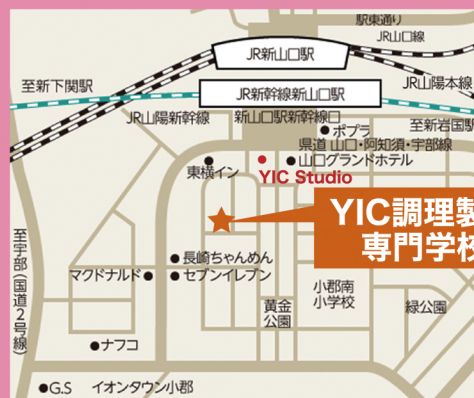 駅東通り
JR山口線
JR新山口駅
至新下関駅
JR山陽本線
JR新幹線新山口駅
JR山陽新幹線
新山口駅新幹線口
至新岩国駅
ポプラ
県道 山口・阿知須・宇部線
東横イン
山口グランドホテル
YIC Studio
YIC調理製
専門学校
至宇部(国道2号線)
長崎ちゃんめん
マクドナルド
セブンイレブン
小郡南
小学校
黄金
公園
緑公園
ナフコ
G.S
イオンタウン小郡